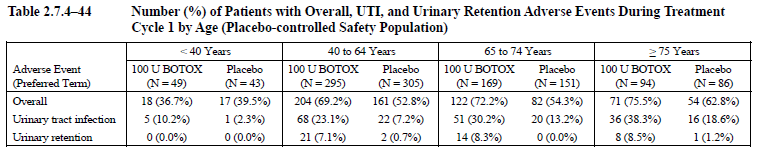 Table 2.7.4–44 Number (%) of Patients with Overall, UTI, and Urinary Retention Adverse Events During Treatment
Cycle 1 by Age (Placebo-controlled Safety Population)
< 40 Years 40 to 64 Years 65 to 74 Years ≥ 75 Years
Adverse Event 100 U BOTOX Placebo 100 U BOTOX Placebo 100 U BOTOX Placebo 100 U BOTOX Placebo
(Preferred Term) (N = 49) (N = 43) (N = 295) (N = 305) (N = 169) (N = 151) (N = 94) (N = 86)
Overall 18 (36.7%) 17 (39.5%) 204 (69.2%) 161 (52.8%) 122 (72.2%) 82 (54.3%) 71 (75.5%) 54 (62.8%)
Urinary tract infection 5 (10.2%) 1 (2.3%) 68 (23.1%) 22 (7.2%) 51 (30.2%) 20 (13.2%) 36 (38.3%) 16 (18.6%)
Urinary retention 0 (0.0%) 0 (0.0%) 21 (7.1%) 2 (0.7%) 14 (8.3%) 0 (0.0%) 8 (8.5%) 1 (1.2%)